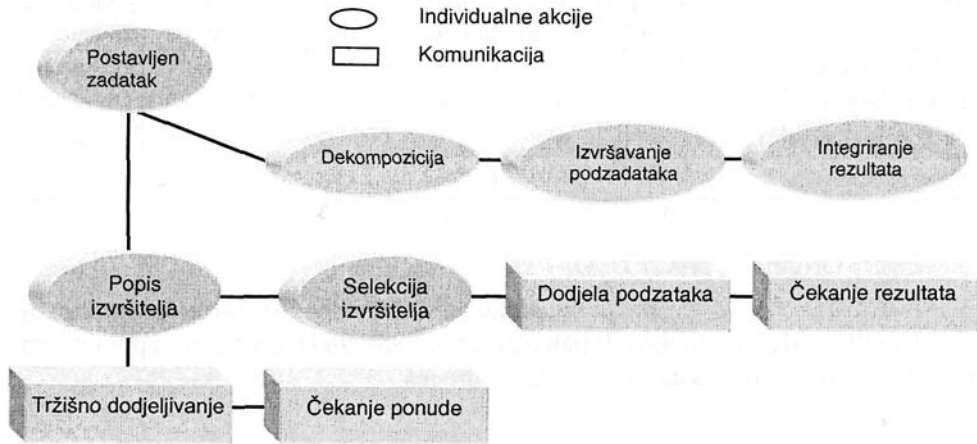 Individualne akcije
Komunikacija
Postavljen
zadatak
Dekompozicija
Izvršavanje
podzadataka
Integriranje
rezultata
Popis
izvršitelja
Selekcija
izvršitelja
Dodjela podzataka
Čekanje rezultata
Tržišno dodjeljivanje
Čekanje ponude